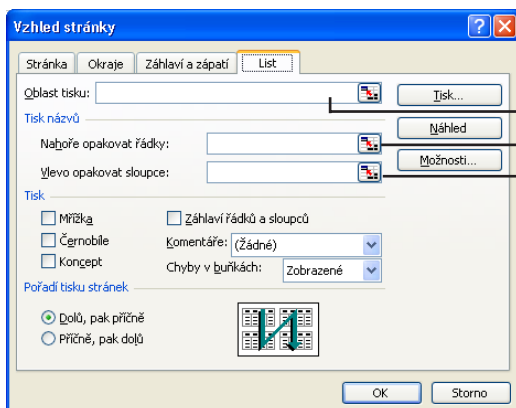 Vzhled stránky
Stránka Okraje Záhlaví a zápatí List
Oblast tisku: Tisk...
Tisk názvů Náhled
Nahoře opakovat řádky:
Vlevo opakovat sloupce: Možnosti...
Tisk
Mřížka Záhlaví řádků a sloupců
Černobíle Komentáře: (Žádné)
Koncept Chyby v buňkách: Zobrazené
Pořadí tisku stránek
Dolů, pak příčně
Příčně, pak dolů
OK Storno